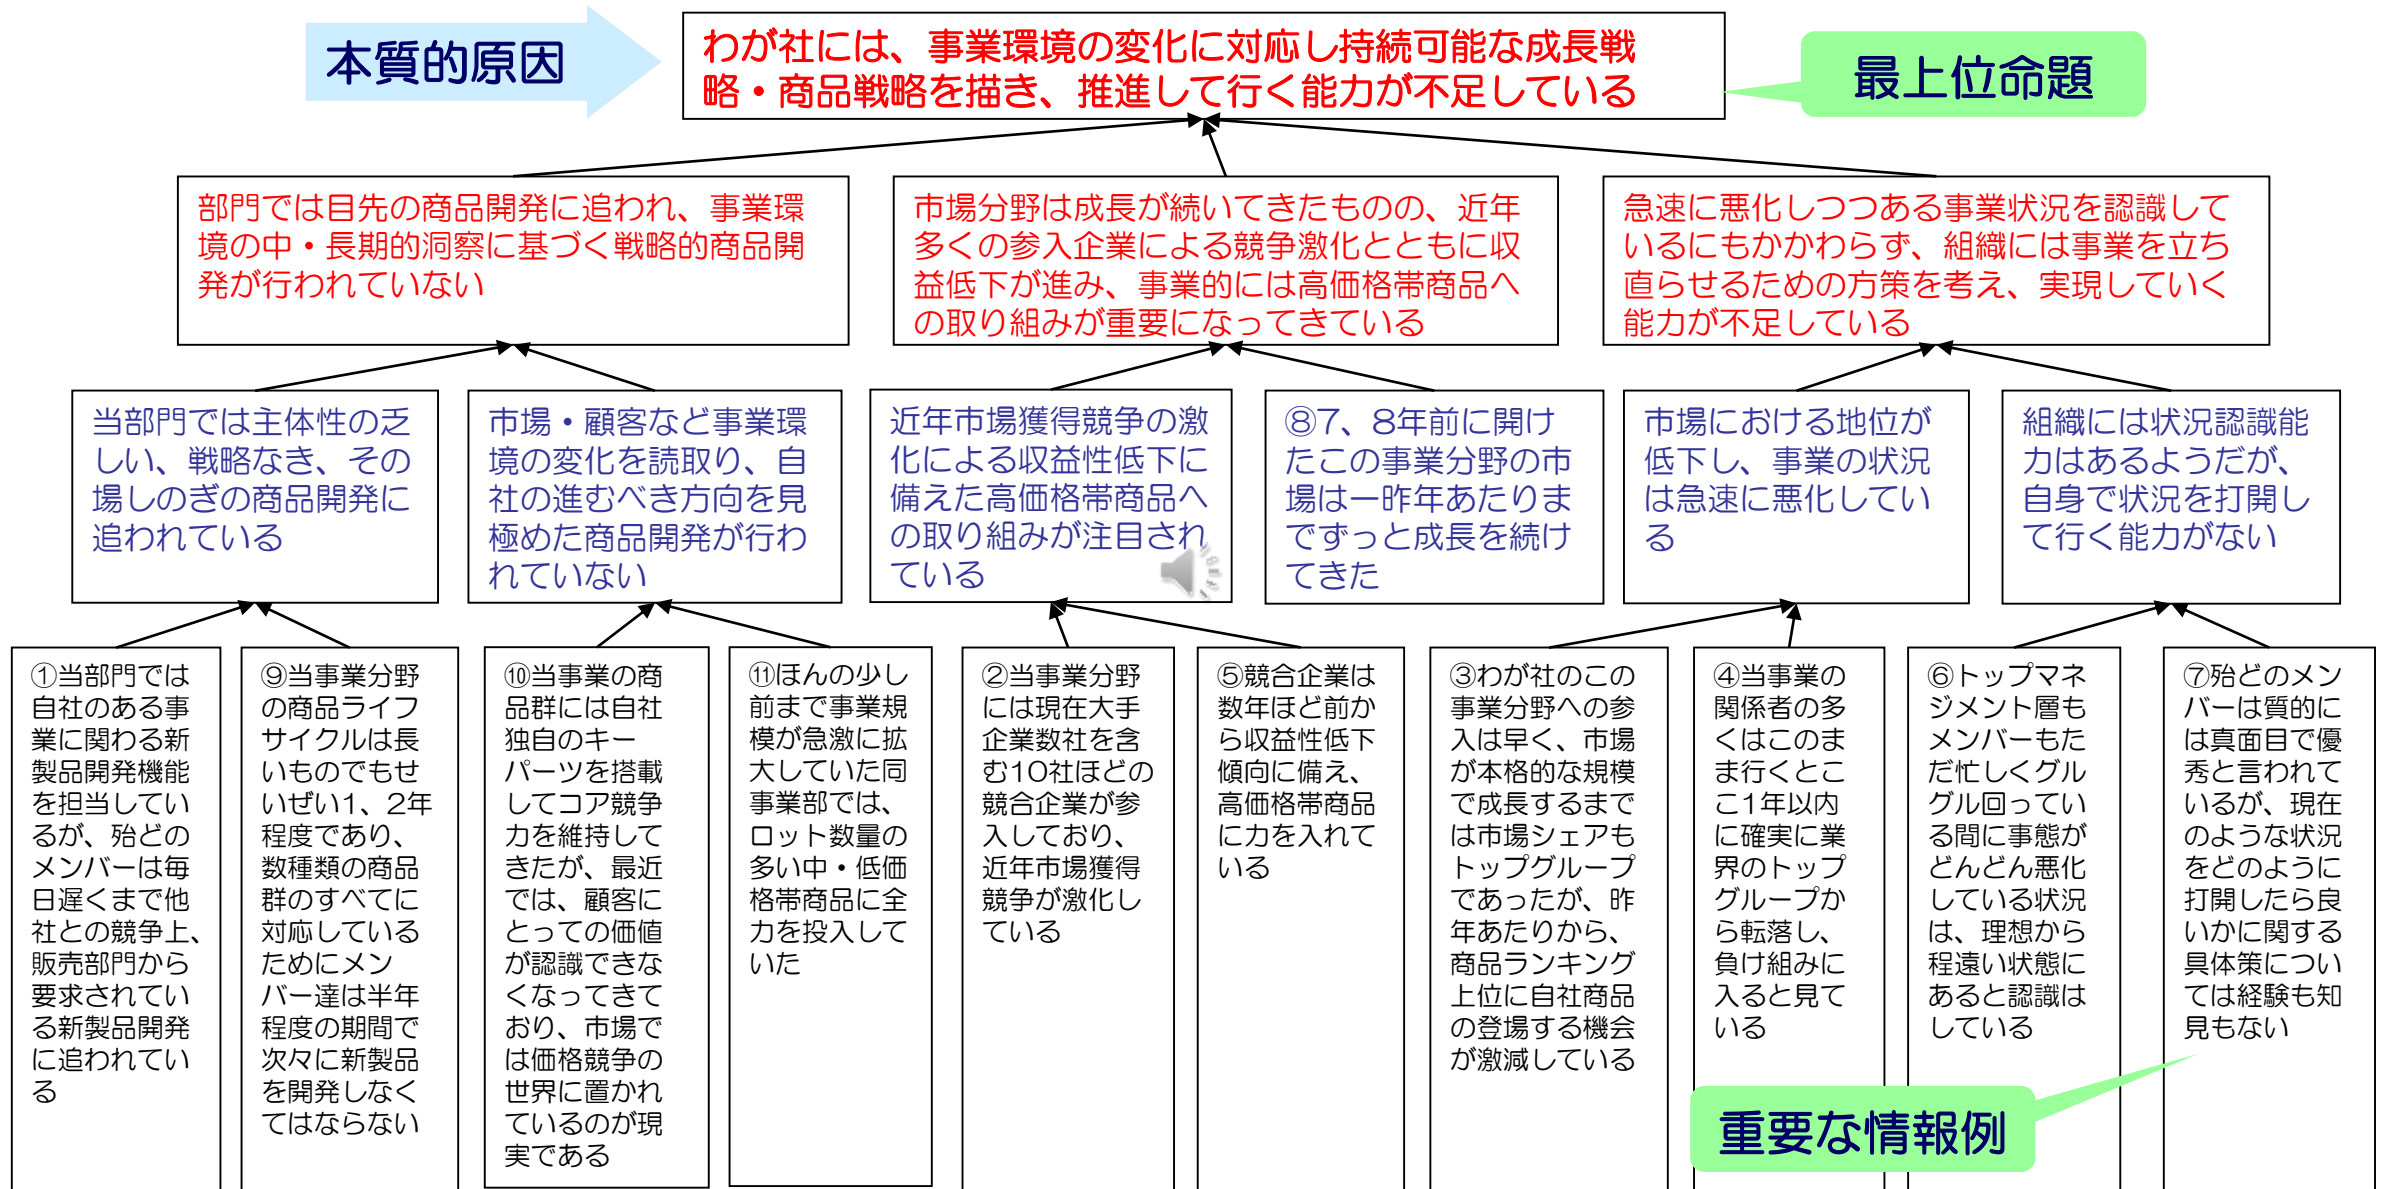 本質的原因
わが社には、事業環境の変化に対応し持続可能な成長戦
略・商品戦略を描き、推進して行く能力が不足している
最上位命題
部門では目先の商品開発に追われ、事業環
境の中・長期的洞察に基づく戦略的商品開
発が行われていない
市場分野は成長が続いてきたものの、近年
多くの参入企業による競争激化とともに収
益低下が進み、事業的には高価格帯商品へ
の取り組みが重要になってきている
急速に悪化しつつある事業状況を認識して
いるにもかかわらず、組織には事業を立ち
直らせるための方策を考え、実現していく
能力が不足している
当部門では主体性の乏
しい、戦略なき、その
場しのぎの商品開発に
追われている
市場・顧客など事業環
境の変化を読取り、自
社の進むべき方向を見
極めた商品開発が行わ
れていない
近年市場獲得競争の激
化による収益性低下に
備えた高価格帯商品へ
の取り組みが注目され
ている
⑧7、8年前に開け
たこの事業分野の市
場は一昨年あたりま
でずっと成長を続け
てきた
市場における地位が
低下し、事業の状況
は急速に悪化してい
る
組織には状況認識能
力はあるようだが、
自身で状況を打開し
て行く能力がない
①当部門では
自社のある事
業に関わる新
製品開発機能
を担当してい
るが、殆どの
メンバーは毎
日遅くまで他
社との競争上、
販売部門から
要求されてい
る新製品開発
に追われてい
る
⑨当事業分野
の商品ライフ
サイクルは長
いものでもせ
いぜい1、2年
程度であり、
数種類の商品
群のすべてに
対応している
ためにメン
バー達は半年
程度の期間で
次々に新製品
を開発しなく
てはならない
⑩当事業の商
品群には自社
独自のキー
パーツを搭載
してコア競争
力を維持して
きたが、最近
では、顧客に
とっての価値
が認識できな
くなってきて
おり、市場で
は価格競争の
世界に置かれ
ているのが現
実である
⑪ほんの少し
前まで事業規
模が急激に拡
大していた同
事業部では、
ロット数量の
多い中・低価
格帯商品に全
力を投入して
いた
②当事業分野
には現在大手
企業数社を含
む10社ほどの
競合企業が参
入しており、
近年市場獲得
競争が激化し
ている
⑤競合企業は
数年ほど前か
ら収益性低下
傾向に備え、
高価格帯商品
に力を入れて
いる
③わが社のこの
事業分野への参
入は早く、市場
が本格的な規模
で成長するまで
は市場シェアも
トップグループ
であったが、昨
年あたりから、
商品ランキング
上位に自社商品
の登場する機会
が激減している
④当事業の
関係者の多
くはこのま
ま行くとこ
こ1年以内
に確実に業
界のトップ
グループか
ら転落し、
負け組みに
入ると見て
いる
⑥トップマネ
ジメント層も
メンバーもた
だ忙しくグル
グル回ってい
る間に事態が
どんどん悪化
している状況
は、理想から
程遠い状態に
あると認識は
している
⑦殆どのメン
バーは質的に
は真面目で優
秀と言われて
いるが、現在
のような状況
をどのように
打開したら良
いかに関する
具体策につい
ては経験も知
見もない
重要な情報例